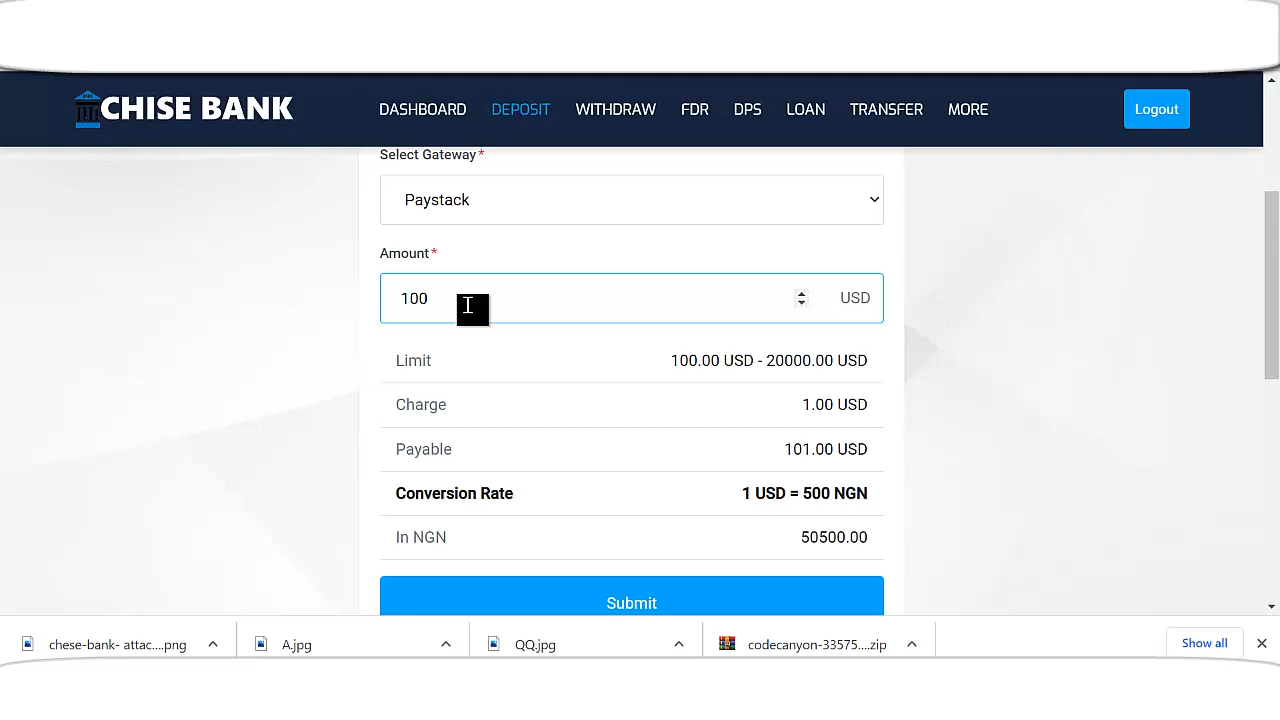 CHISE BANK
DASHBOARD DEPOSIT WITHDRAW FDR DPS LOAN TRANSFER MORE
Logout
Select Gateway*
Paystack
Amount*
100 USD
Limit 100.00 USD - 20000.00 USD
Charge 1.00 USD
Payable 101.00 USD
Conversion Rate 1 USD = 500 NGN
In NGN 50500.00
Submit
chese-bank- attac....png A.jpg QQ.jpg codecanyon-33575....zip Show all